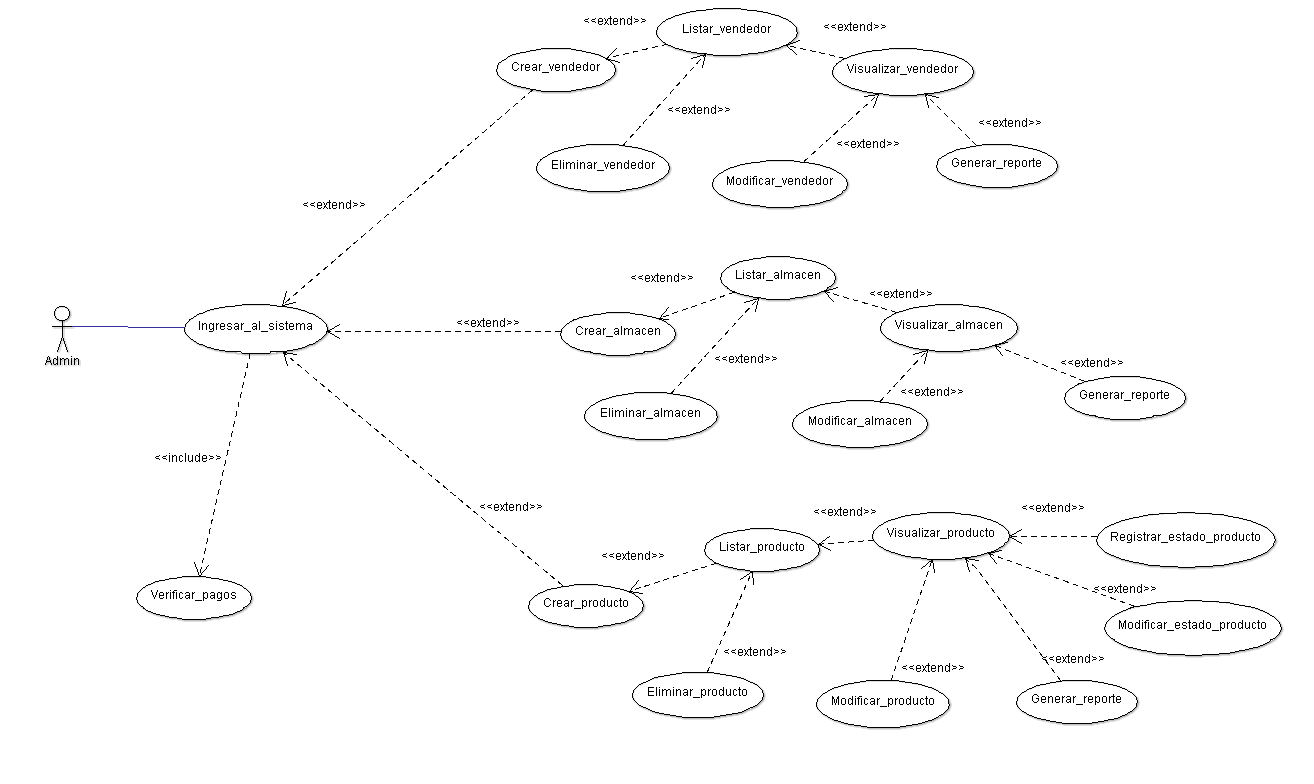 <<extend>>
Listar_vendedor
<<extend>>
Crear_vendedor
Visualizar_vendedor
<<extend>>
<<extend>>
<<extend>>
Eliminar_vendedor
Modificar_vendedor
Generar_reporte
<<extend>>
<<extend>>
Listar_almacen
<<extend>>
Admin
Ingresar_al_sistema
<<extend>>
Crear_almacen
Visualizar_almacen
<<extend>>
<<extend>>
<<extend>>
Eliminar_almacen
Modificar_almacen
Generar_reporte
<<include>>
<<extend>>
<<extend>>
<<extend>>
Verificar_pagos
Crear_producto
<<extend>>
Listar_producto
Visualizar_producto
Registrar_estado_producto
<<extend>>
Modificar_estado_producto
<<extend>>
<<extend>>
<<extend>>
Eliminar_producto
Modificar_producto
Generar_reporte